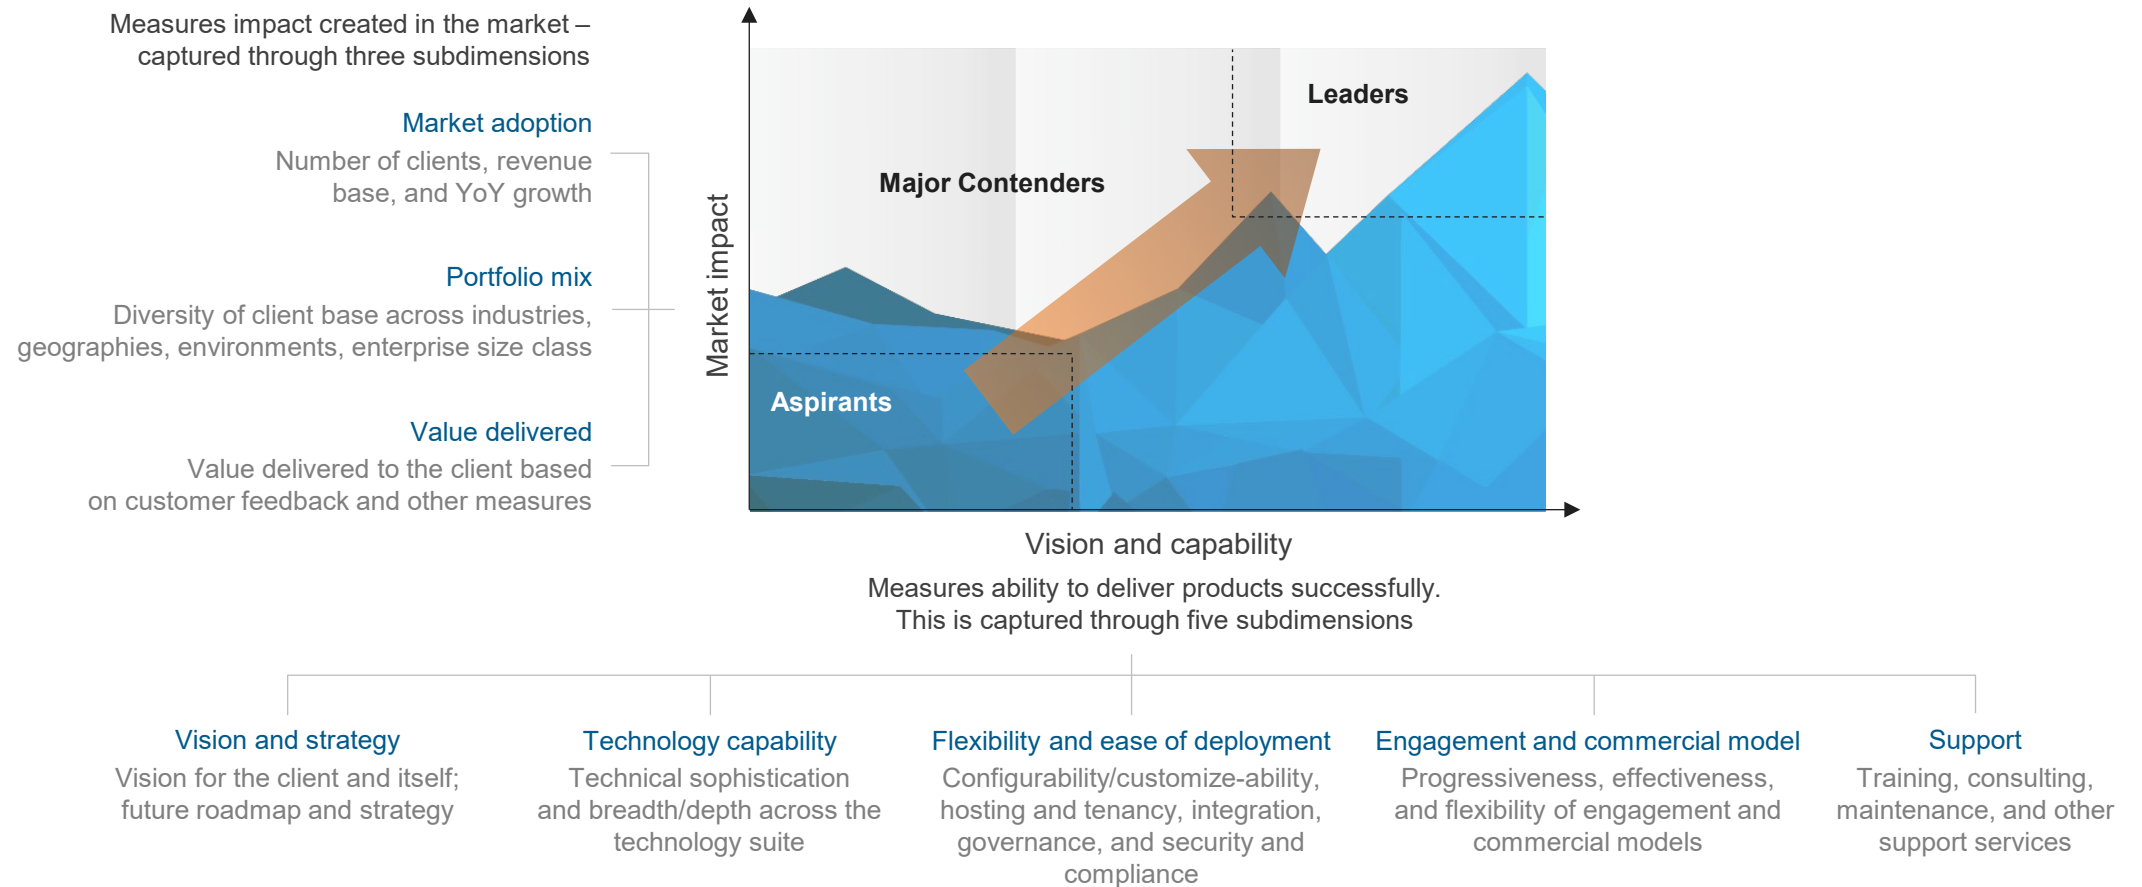 Measures impact created in the market –
captured through three subdimensions
Market adoption
Number of clients, revenue
base, and YoY growth
Portfolio mix
Diversity of client base across industries,
geographies, environments, enterprise size class
Value delivered
Value delivered to the client based
on customer feedback and other measures
Market impact
Leaders
Major Contenders
Aspirants
Vision and capability
Measures ability to deliver products successfully.
This is captured through five subdimensions
Vision and strategy
Vision for the client and itself;
future roadmap and strategy
Technology capability
Technical sophistication
and breadth/depth across the
technology suite
Flexibility and ease of deployment
Configurability/customize-ability,
hosting and tenancy, integration,
governance, and security and
compliance
Engagement and commercial model
Progressiveness, effectiveness,
and flexibility of engagement and
commercial models
Support
Training, consulting,
maintenance, and other
support services